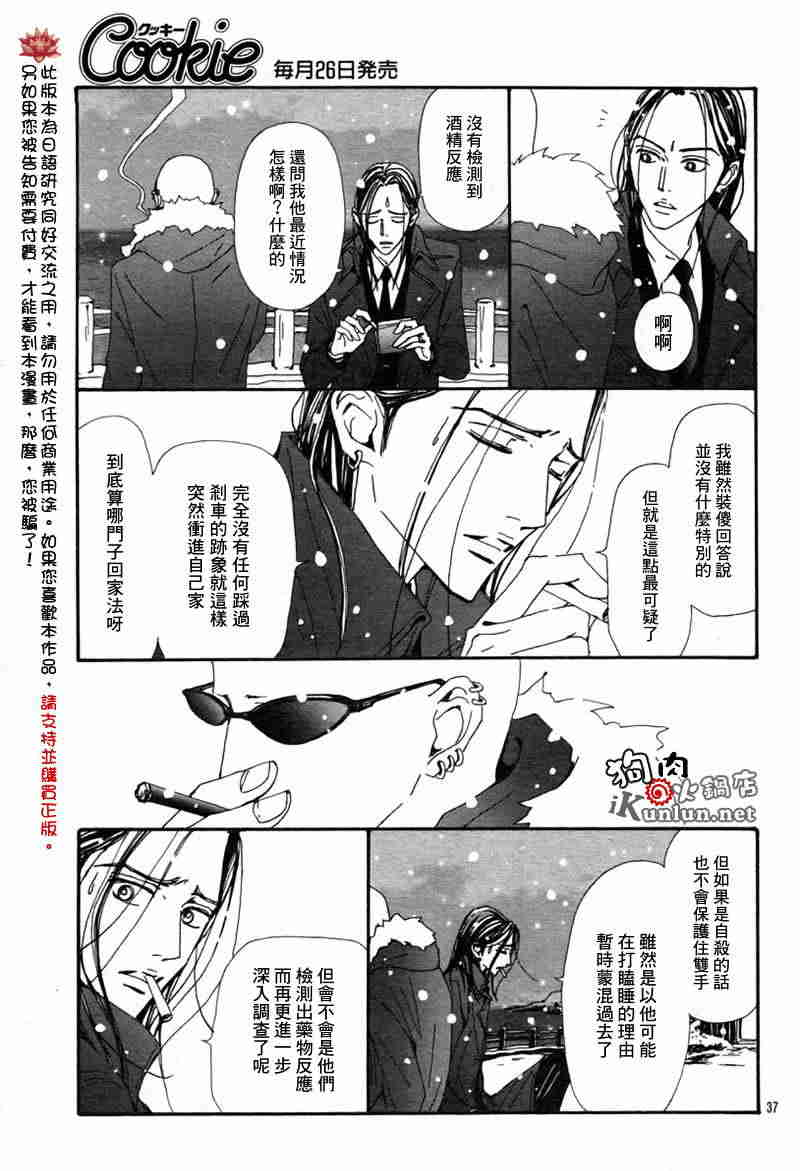 クッキー
Cookie
毎月26日発売
此版本為日語研究同好交流之用，請勿用於任何商業用途。如果您喜歡本作品，請支持並購買正版。
另如果您被告知需要付費，才能看到本漫畫，那麼，您被騙了！
啊啊
沒有檢測到
酒精反應
還問我他最近情況
怎樣啊？什麼的
我雖然裝傻回答說
並沒有什麼特別的
但就是這點最可疑了
完全沒有任何踩過
剎車的跡象就這樣
突然衝進自己家
到底算哪門子回家法呀
狗肉
火鍋店
iKunlun.net
但如果是自殺的話
也不會保護住雙手
雖然是以他可能
在打瞌睡的理由
暫時蒙混過去了
但會不會是他們
檢測出藥物反應
而再更進一步
深入調查了呢
37